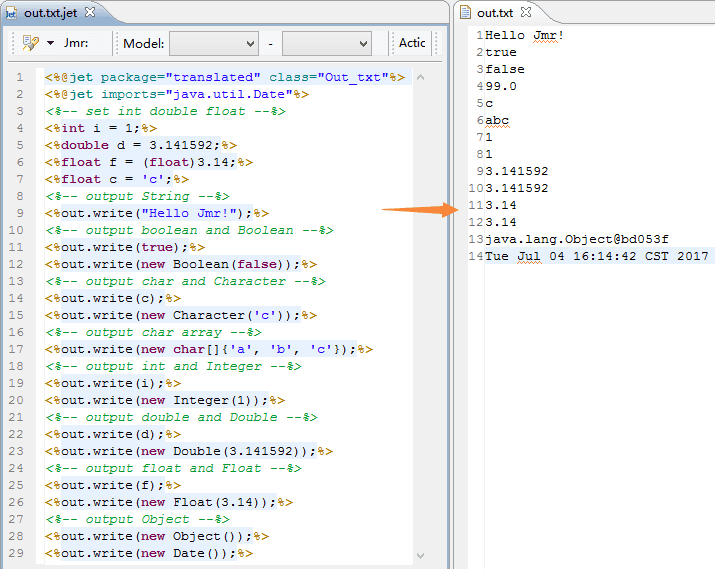 out.txt.jet
Jmr:
Model:
-
Actic
1 <%@jet package="translated" class="Out_txt"%>
2 <%@jet imports="java.util.Date"%>
3 <%-- set int double float --%>
4 <%int i = 1;%>
5 <%double d = 3.141592;%>
6 <%float f = (float)3.14;%>
7 <%float c = 'c';%>
8 <%-- output String --%>
9 <%out.write("Hello Jmr!");%>
10 <%-- output boolean and Boolean --%>
11 <%out.write(true);%>
12 <%out.write(new Boolean(false));%>
13 <%-- output char and Character --%>
14 <%out.write(c);%>
15 <%out.write(new Character('c'));%>
16 <%-- output char array --%>
17 <%out.write(new char[]{'a', 'b', 'c'});%>
18 <%-- output int and Integer --%>
19 <%out.write(i);%>
20 <%out.write(new Integer(1));%>
21 <%-- output double and Double --%>
22 <%out.write(d);%>
23 <%out.write(new Double(3.141592));%>
24 <%-- output float and Float --%>
25 <%out.write(f);%>
26 <%out.write(new Float(3.14));%>
27 <%-- output Object --%>
28 <%out.write(new Object());%>
29 <%out.write(new Date());%>
out.txt
1 Hello Jmr!
2 true
3 false
4 99.0
5 c
6 abc
7 1
8 1
9 3.141592
10 3.141592
11 3.14
12 3.14
13 java.lang.Object@bd053f
14 Tue Jul 04 16:14:42 CST 2017